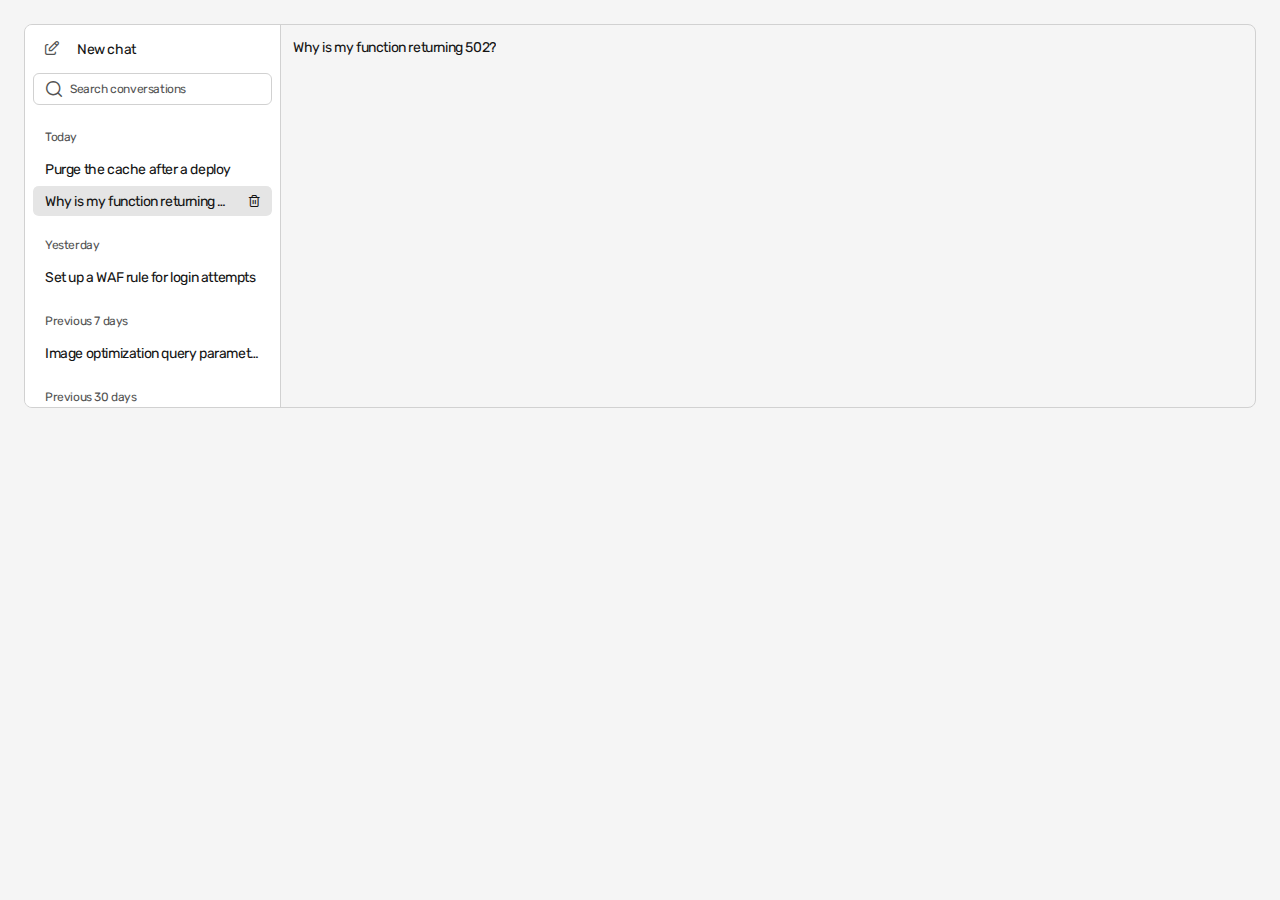 New chat
Search conversations
Today
Purge the cache after a deploy
Why is my function returning ...
Yesterday
Set up a WAF rule for login attempts
Previous 7 days
Image optimization query paramet...
Previous 30 days
Why is my function returning 502?